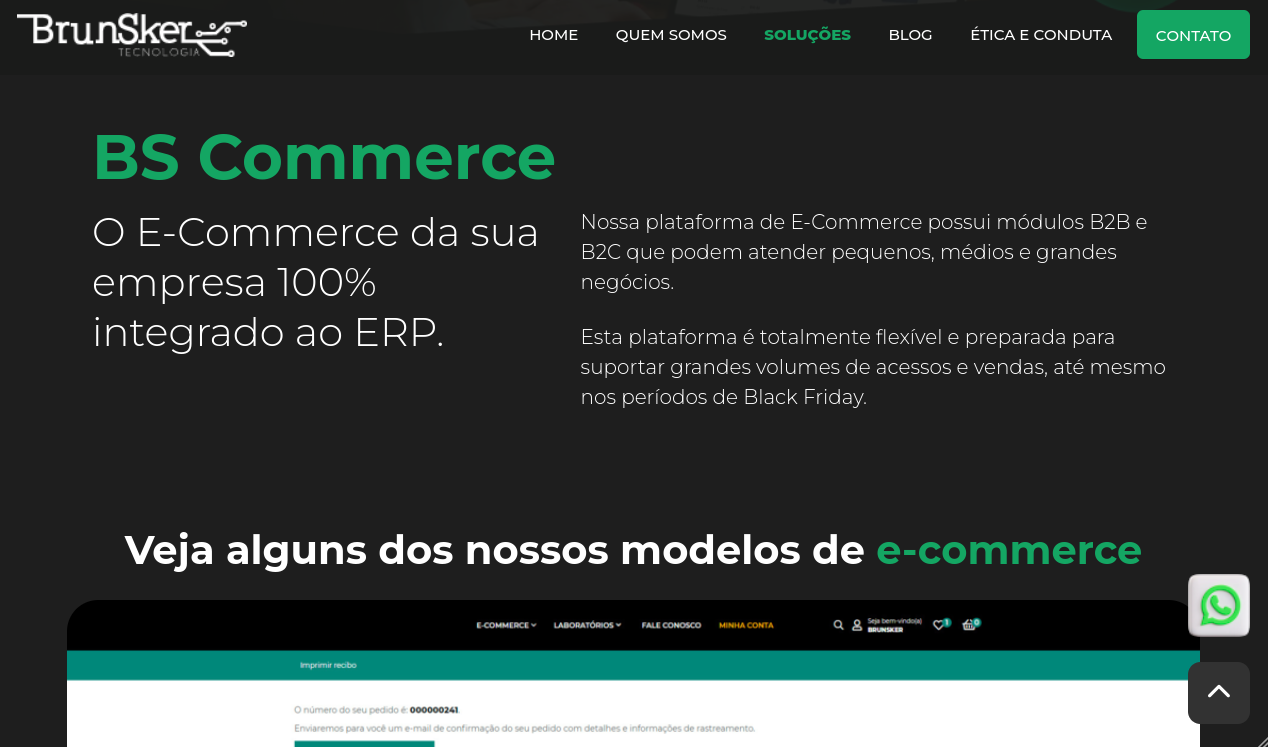 BrunSker
TECNOLOGIA
HOME QUEM SOMOS SOLUÇÕES BLOG ÉTICA E CONDUTA CONTATO
BS Commerce
O E-Commerce da sua
empresa 100%
integrado ao ERP.
Nossa plataforma de E-Commerce possui módulos B2B e
B2C que podem atender pequenos, médios e grandes
negócios.
Esta plataforma é totalmente flexível e preparada para
suportar grandes volumes de acessos e vendas, até mesmo
nos períodos de Black Friday.
Veja alguns dos nossos modelos de e-commerce
E-COMMERCE LABORATÓRIOS FALE CONOSCO MINHA CONTA
Seja bem-vindo(a)
BRUNSKER
1
0
Imprimir recibo
O número do seu pedido é: 000000241.
Enviaremos para você um e-mail de confirmação do seu pedido com detalhes e informações de rastreamento.